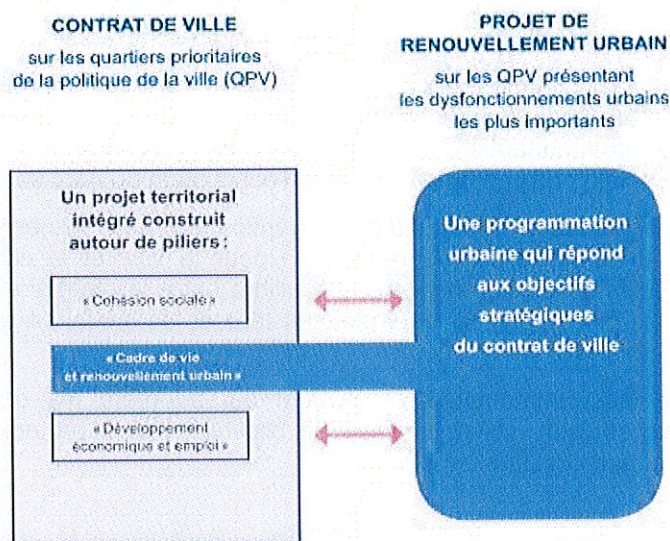 CONTRAT DE VILLE
sur les quartiers prioritaires
de la politique de la ville (QPV)
PROJET DE
RENOUVELLEMENT URBAIN
sur les QPV présentant
les dysfonctionnements urbains
les plus importants
Un projet territorial
intégré construit
autour de piliers :
« Cohésion sociale »
« Cadre de vie
et renouvellement urbain »
« Développement
économique et emploi »
Une programmation
urbaine qui répond
aux objectifs
stratégiques
du contrat de ville